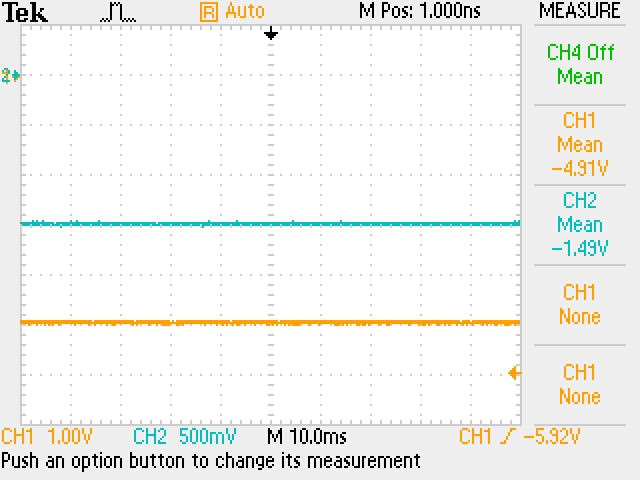 Tek
R Auto
M Pos: 1.000ns
MEASURE
CH4 Off
Mean
CH1
Mean
-4.91V
2
CH2
Mean
-1.49V
CH1
None
CH1
None
CH1 1.00V
CH2 500mV
M 10.0ms
CH1 -5.92V
Push an option button to change its measurement